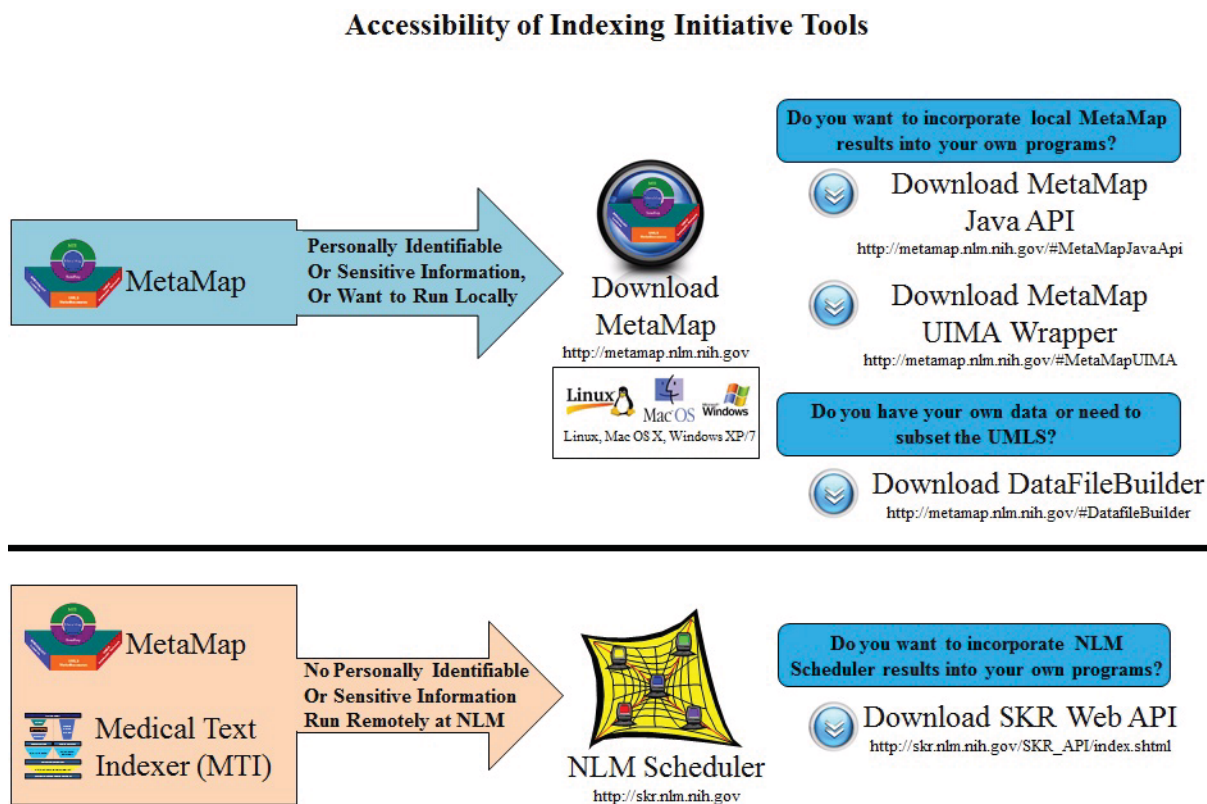 Accessibility of Indexing Initiative Tools
MetaMap
Personally Identifiable
Or Sensitive Information,
Or Want to Run Locally
Download
MetaMap
http://metamap.nlm.nih.gov
Linux
Mac OS
Microsoft
Windows
Linux, Mac OS X, Windows XP/7
Do you want to incorporate local MetaMap
results into your own programs?
Download MetaMap
Java API
http://metamap.nlm.nih.gov/#MetaMapJavaApi
Download MetaMap
UIMA Wrapper
http://metamap.nlm.nih.gov/#MetaMapUIMA
Do you have your own data or need to
subset the UMLS?
Download DataFileBuilder
http://metamap.nlm.nih.gov/#DatafileBuilder
MetaMap
Medical Text
Indexer (MTI)
No Personally Identifiable
Or Sensitive Information
Run Remotely at NLM
NLM Scheduler
http://skr.nlm.nih.gov
Do you want to incorporate NLM
Scheduler results into your own programs?
Download SKR Web API
http://skr.nlm.nih.gov/SKR_API/index.shtml